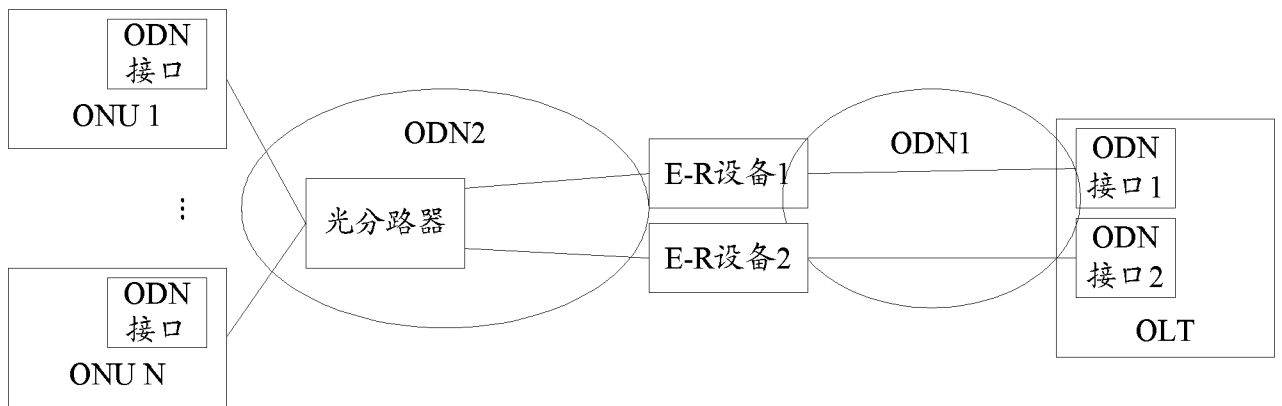 ODN
接口
ONU 1
⋮
ODN
接口
ONU N
ODN2
光分路器
E-R设备1
E-R设备2
ODN1
ODN
接口1
ODN
接口2
OLT